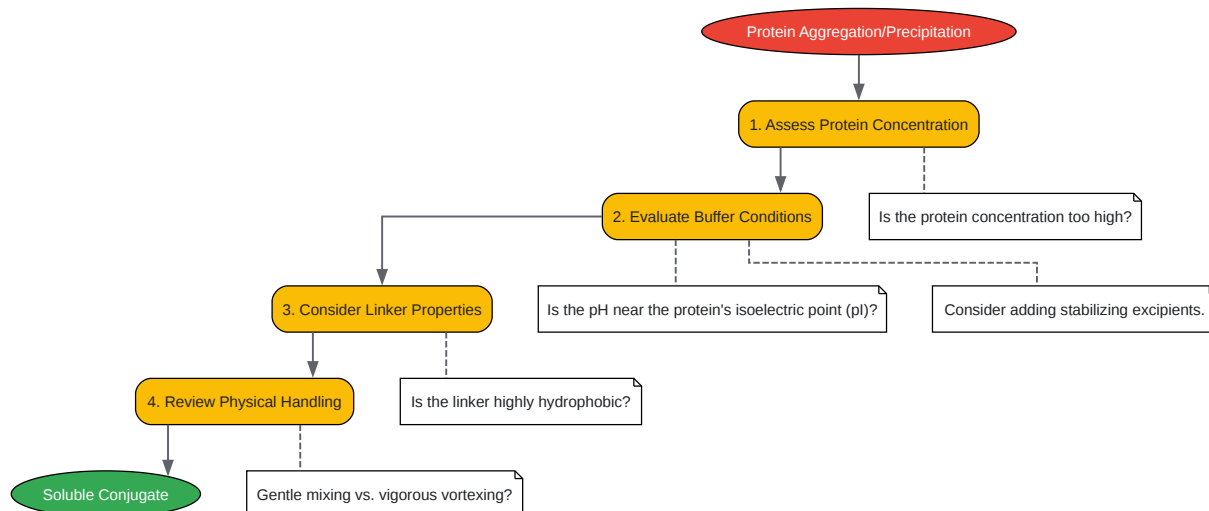 Protein Aggregation/Precipitation
1. Assess Protein Concentration
2. Evaluate Buffer Conditions
Is the protein concentration too high?
3. Consider Linker Properties
Is the pH near the protein's isoelectric point (pI)?
Consider adding stabilizing excipients.
4. Review Physical Handling
Is the linker highly hydrophobic?
Soluble Conjugate
Gentle mixing vs. vigorous vortexing?